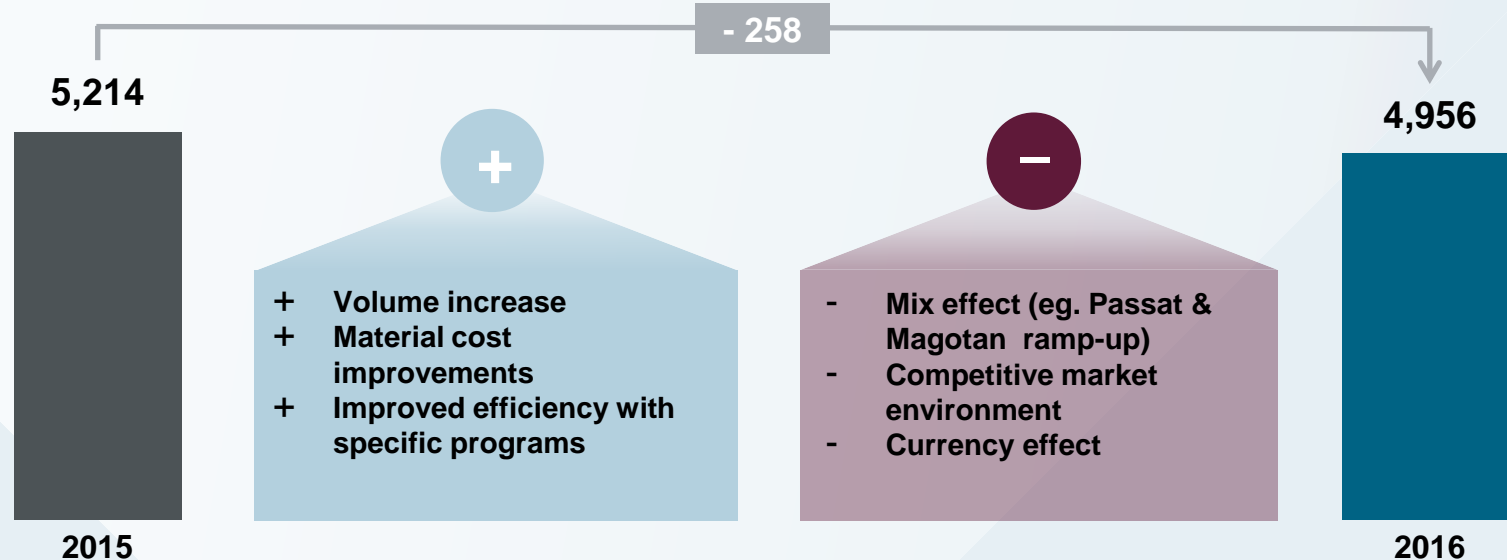 - 258
5,214
4,956
+
–
+ Volume increase
+ Material cost
improvements
+ Improved efficiency with
specific programs
- Mix effect (eg. Passat &
Magotan ramp-up)
- Competitive market
environment
- Currency effect
2015
2016